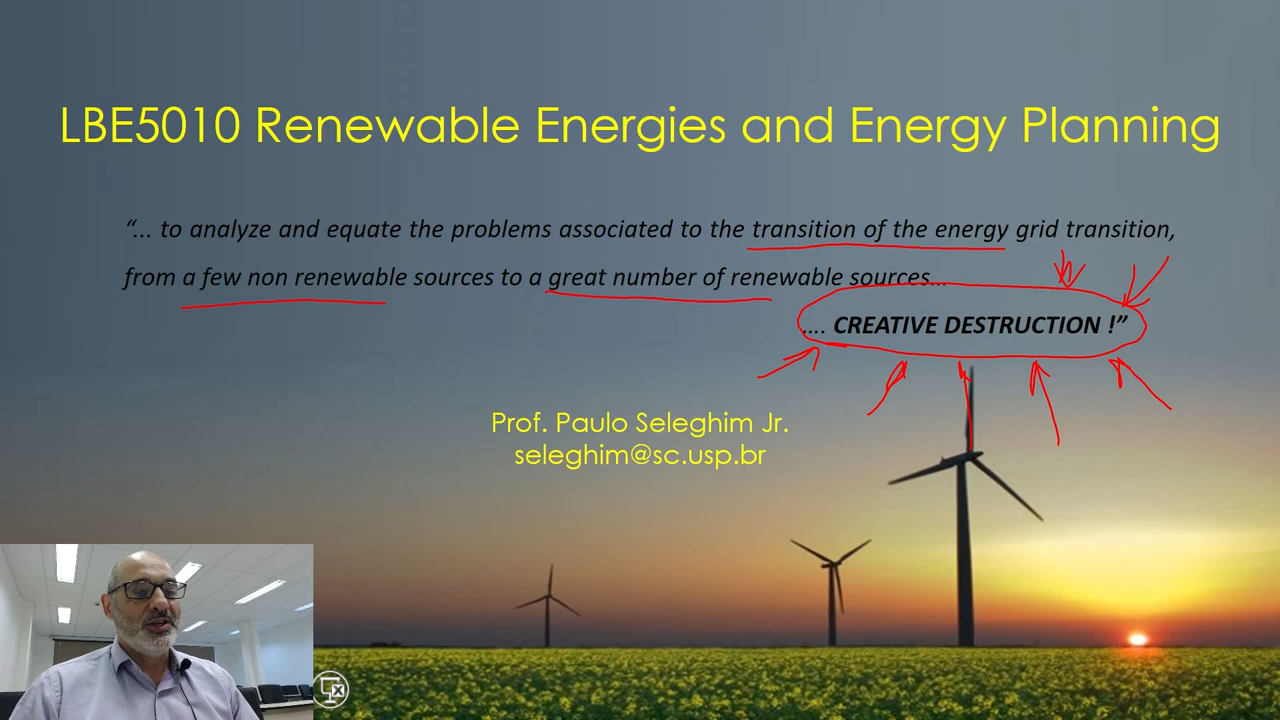 LBE5010 Renewable Energies and Energy Planning
“... to analyze and equate the problems associated to the transition of the energy grid transition,
from a few non renewable sources to a great number of renewable sources...
.... CREATIVE DESTRUCTION !”
Prof. Paulo Seleghim Jr.
seleghim@sc.usp.br